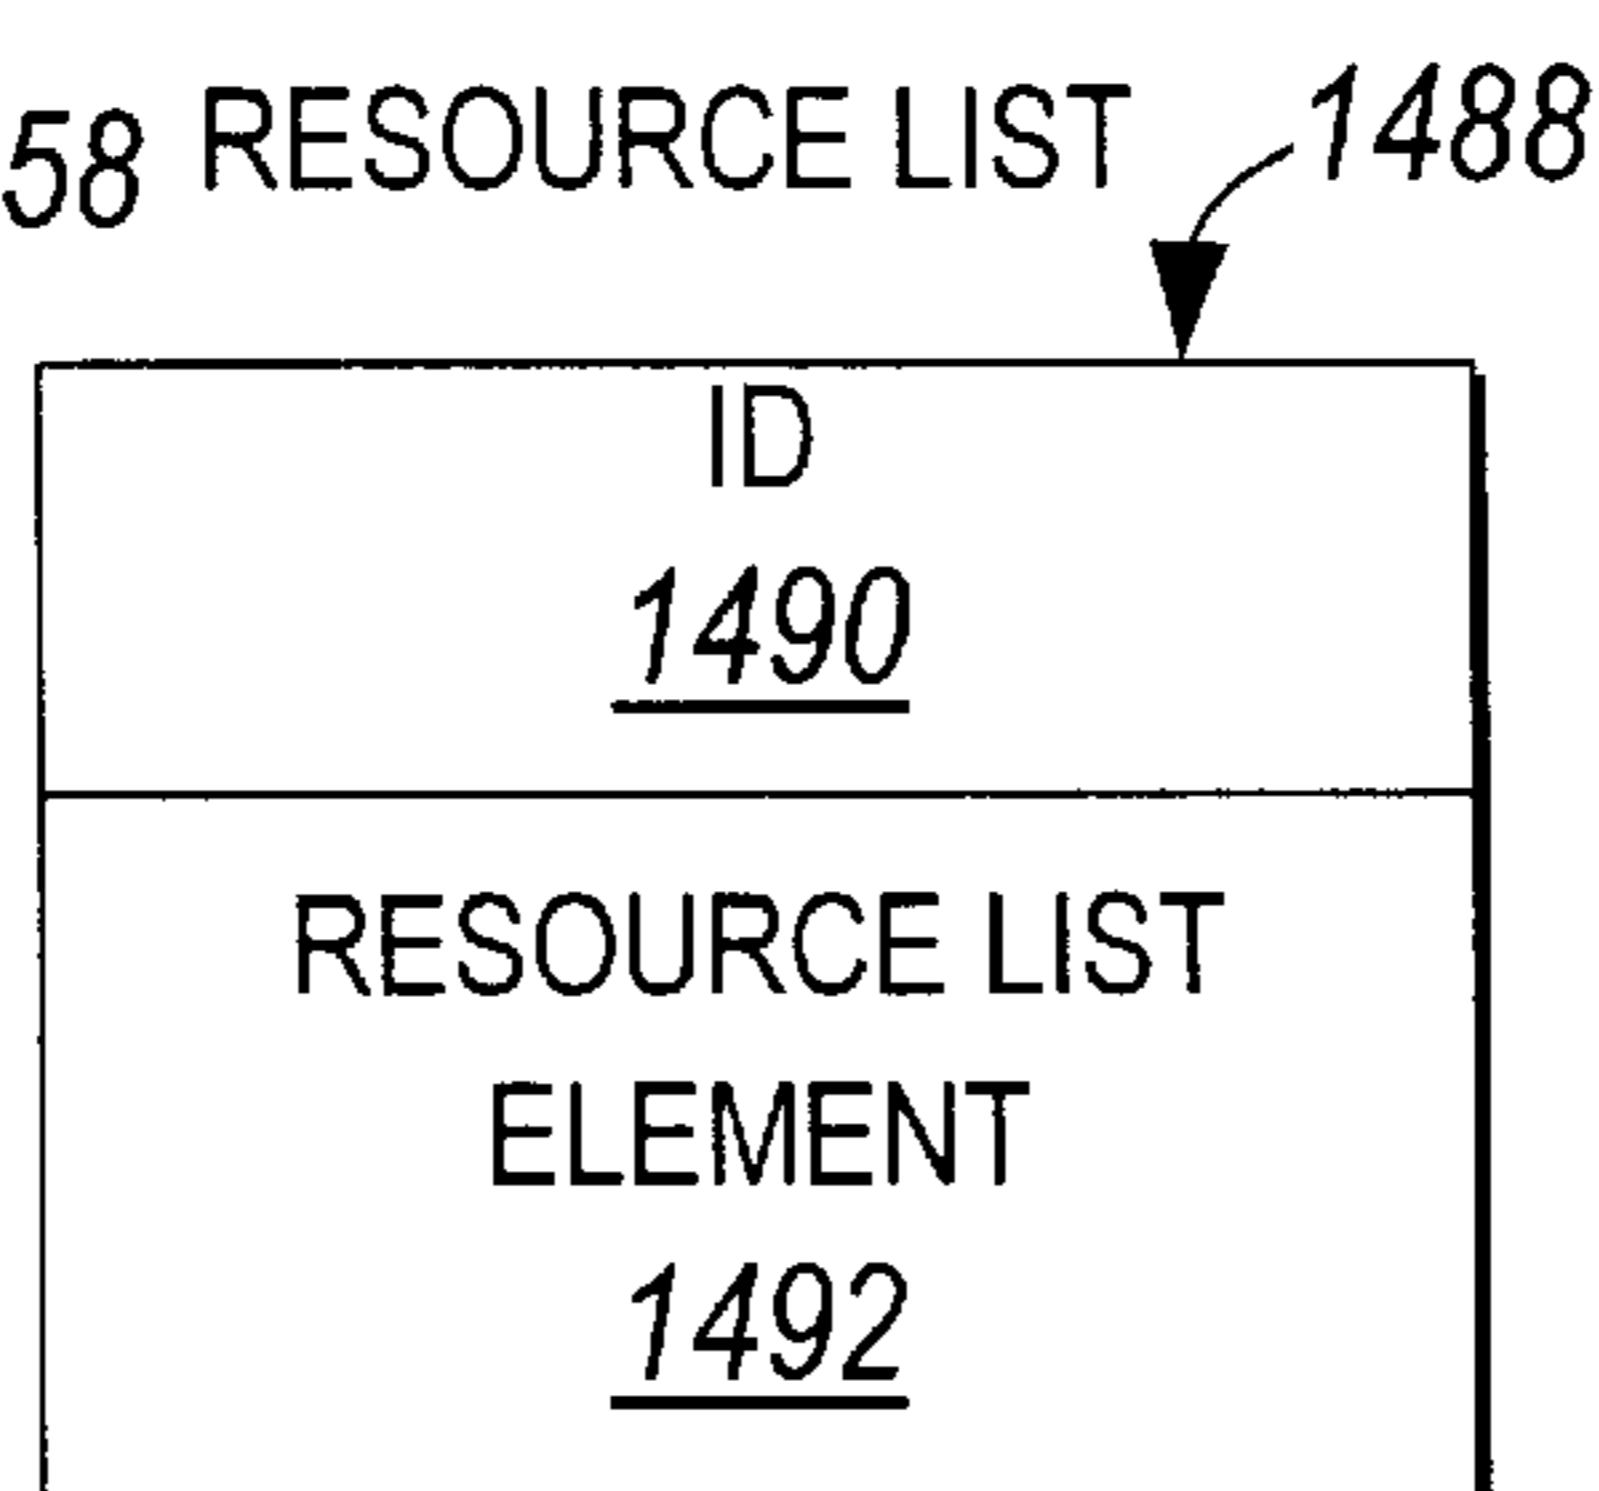 58 RESOURCE LIST 1488
ID
1490
RESOURCE LIST
ELEMENT
1492